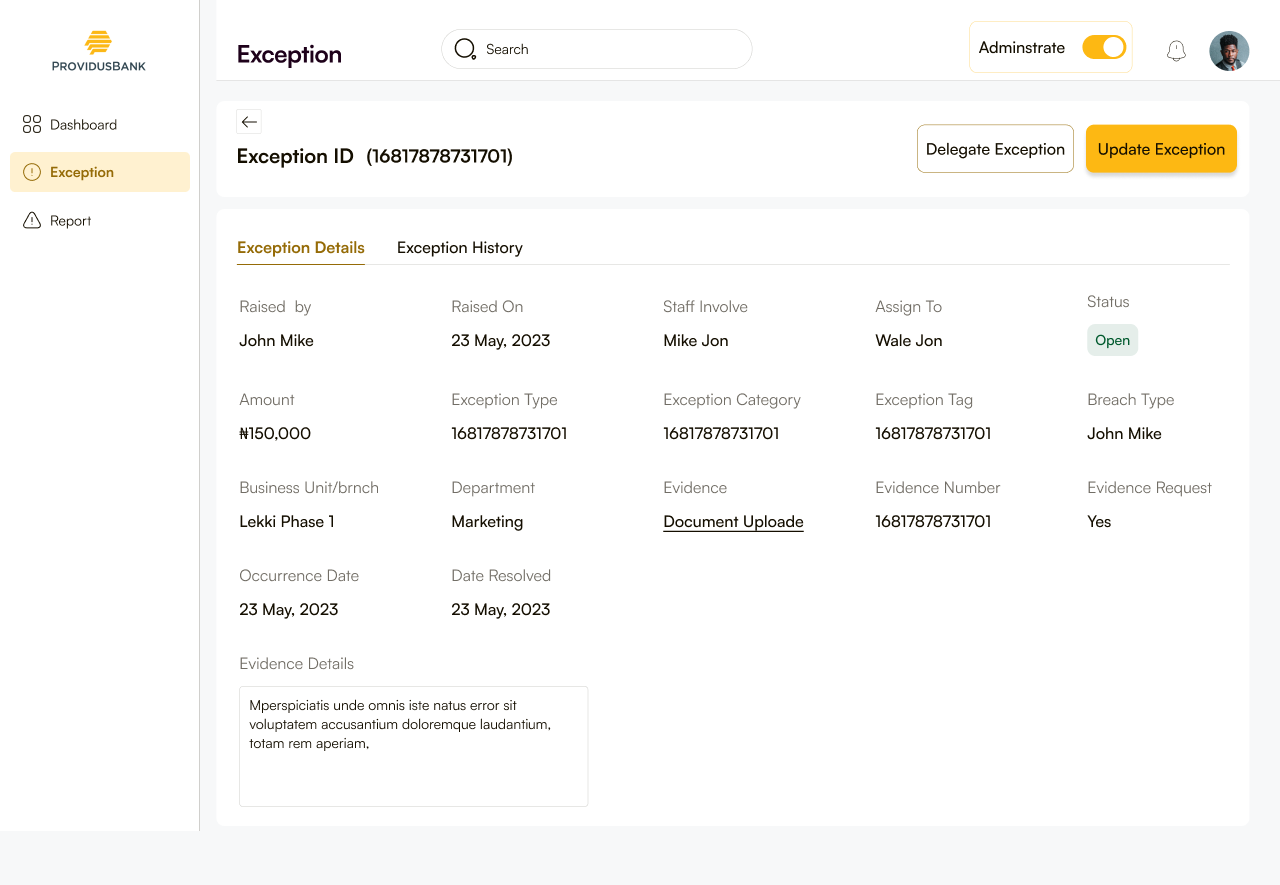 PROVIDUSBANK
Dashboard
Exception
Report
Exception
Search
Adminstrate
Exception ID (16817878731701)
Delegate Exception
Update Exception
Exception Details
Exception History
Raised by
Raised On
Staff Involve
Assign To
Status
John Mike
23 May, 2023
Mike Jon
Wale Jon
Open
Amount
Exception Type
Exception Category
Exception Tag
Breach Type
₦150,000
16817878731701
16817878731701
16817878731701
John Mike
Business Unit/brnch
Department
Evidence
Evidence Number
Evidence Request
Lekki Phase 1
Marketing
Document Uploade
16817878731701
Yes
Occurrence Date
Date Resolved
23 May, 2023
23 May, 2023
Evidence Details
Mperspiciatis unde omnis iste natus error sit
voluptatem accusantium doloremque laudantium,
totam rem aperiam,